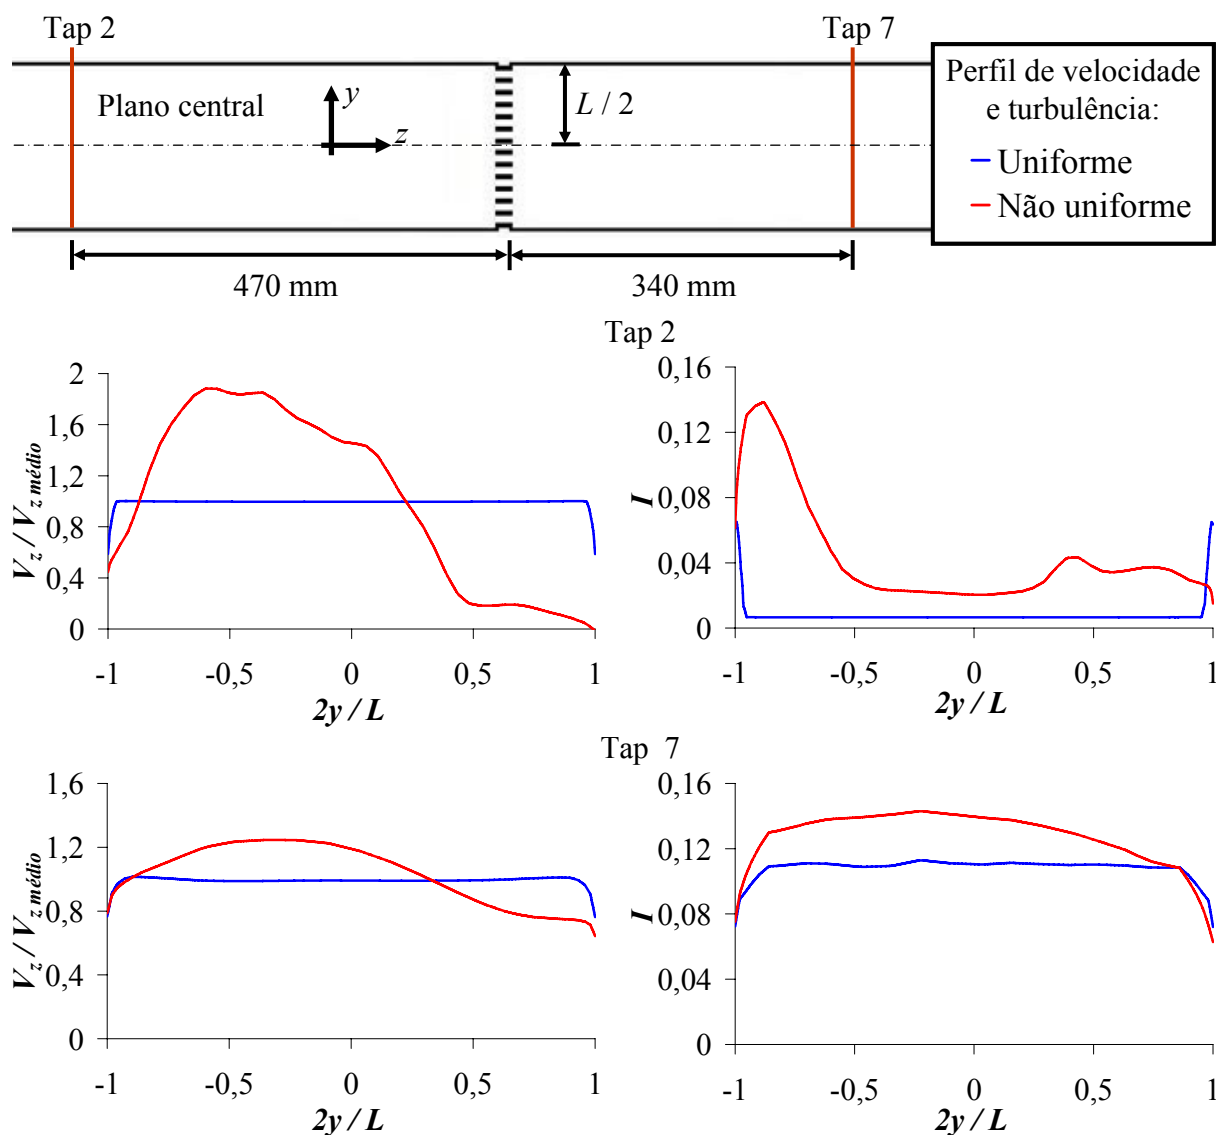 Tap 2
Tap 7
Perfil de velocidade
e turbulência:
Uniforme
Não uniforme
Plano central
y
z
L / 2
470 mm
340 mm
Tap 2
V_z / V_z médio
2
1,6
1,2
0,8
0,4
0
-1 -0,5 0 0,5 1
2y / L
I
0,16
0,12
0,08
0,04
0
-1 -0,5 0 0,5 1
2y / L
Tap 7
V_z / V_z médio
1,6
1,2
0,8
0,4
0
-1 -0,5 0 0,5 1
2y / L
I
0,16
0,12
0,08
0,04
0
-1 -0,5 0 0,5 1
2y / L